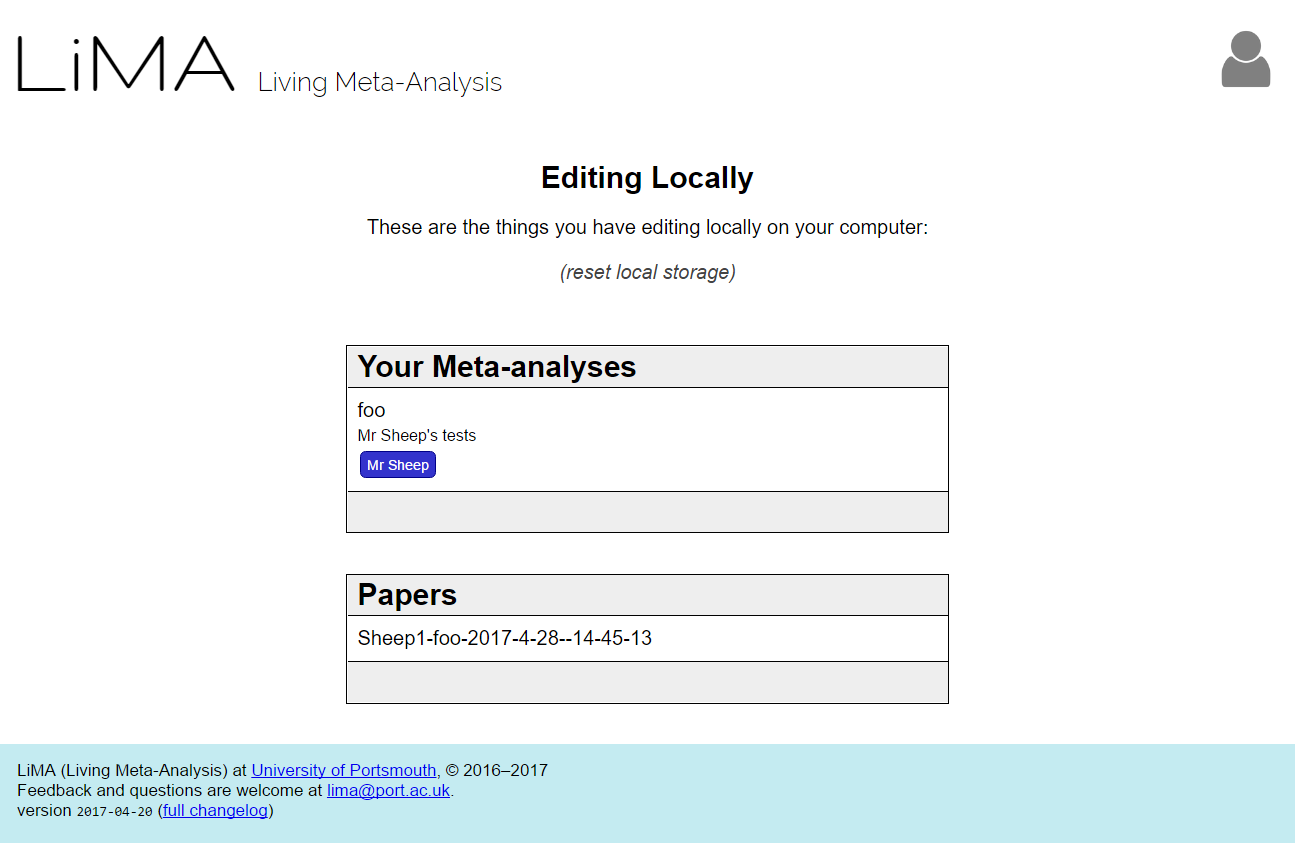 LiMA Living Meta-Analysis
Editing Locally
These are the things you have editing locally on your computer:
(reset local storage)
Your Meta-analyses
foo
Mr Sheep's tests
Mr Sheep
Papers
Sheep1-foo-2017-4-28--14-45-13
LiMA (Living Meta-Analysis) at University of Portsmouth, © 2016–2017
Feedback and questions are welcome at lima@port.ac.uk.
version 2017-04-20 (full changelog)